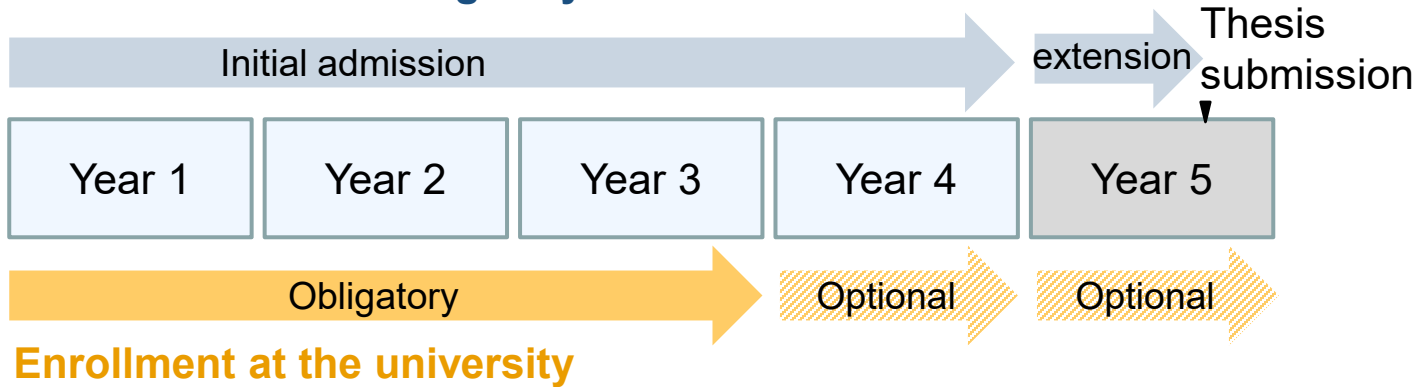 Thesis
Initial admission extension submission
Year 1 Year 2 Year 3 Year 4 Year 5
Obligatory Optional Optional
Enrollment at the university